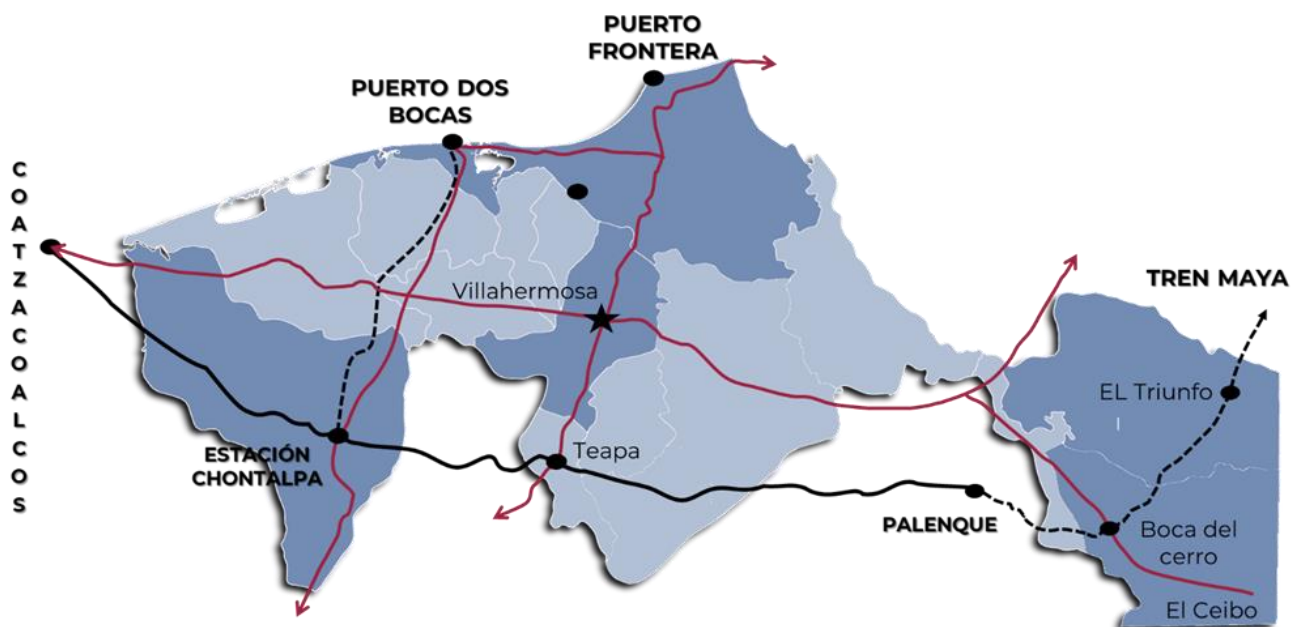 PUERTO
FRONTERA
PUERTO DOS
BOCAS
COATZACOALCOS
Villahermosa
TREN MAYA
EL Triunfo
ESTACIÓN
CHONTALPA
Teapa
PALENQUE
Boca del
cerro
El Ceibo